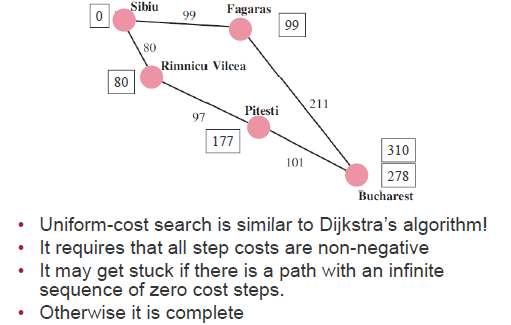 Sibiu
Fagaras
0
99
99
80
Rimnicu Vilcea
80
97
Pitesti
211
177
101
310
278
Bucharest
• Uniform-cost search is similar to Dijkstra's algorithm!
• It requires that all step costs are non-negative
• It may get stuck if there is a path with an infinite
sequence of zero cost steps.
• Otherwise it is complete